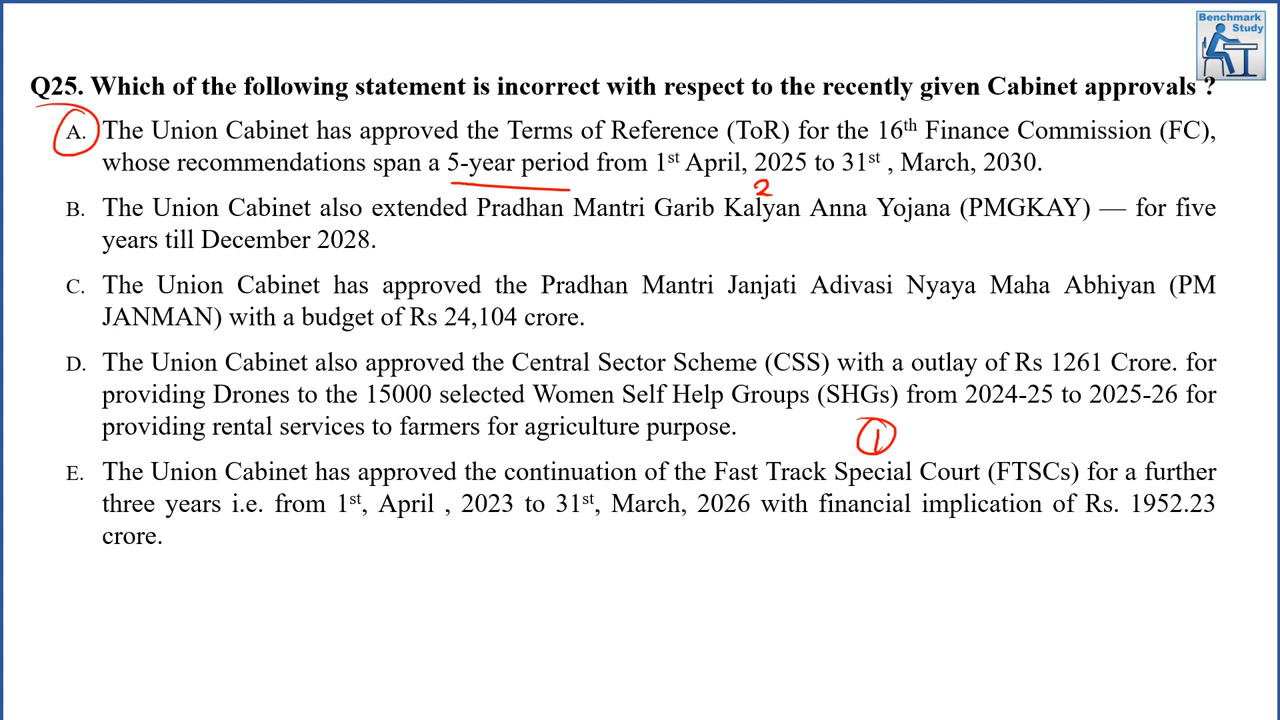 Benchmark
Study
Q25. Which of the following statement is incorrect with respect to the recently given Cabinet approvals ?
A. The Union Cabinet has approved the Terms of Reference (ToR) for the 16th Finance Commission (FC),
whose recommendations span a 5-year period from 1st April, 2025 to 31st , March, 2030.
2
B. The Union Cabinet also extended Pradhan Mantri Garib Kalyan Anna Yojana (PMGKAY) — for five
years till December 2028.
C. The Union Cabinet has approved the Pradhan Mantri Janjati Adivasi Nyaya Maha Abhiyan (PM
JANMAN) with a budget of Rs 24,104 crore.
D. The Union Cabinet also approved the Central Sector Scheme (CSS) with a outlay of Rs 1261 Crore. for
providing Drones to the 15000 selected Women Self Help Groups (SHGs) from 2024-25 to 2025-26 for
providing rental services to farmers for agriculture purpose.
1
E. The Union Cabinet has approved the continuation of the Fast Track Special Court (FTSCs) for a further
three years i.e. from 1st, April , 2023 to 31st, March, 2026 with financial implication of Rs. 1952.23
crore.